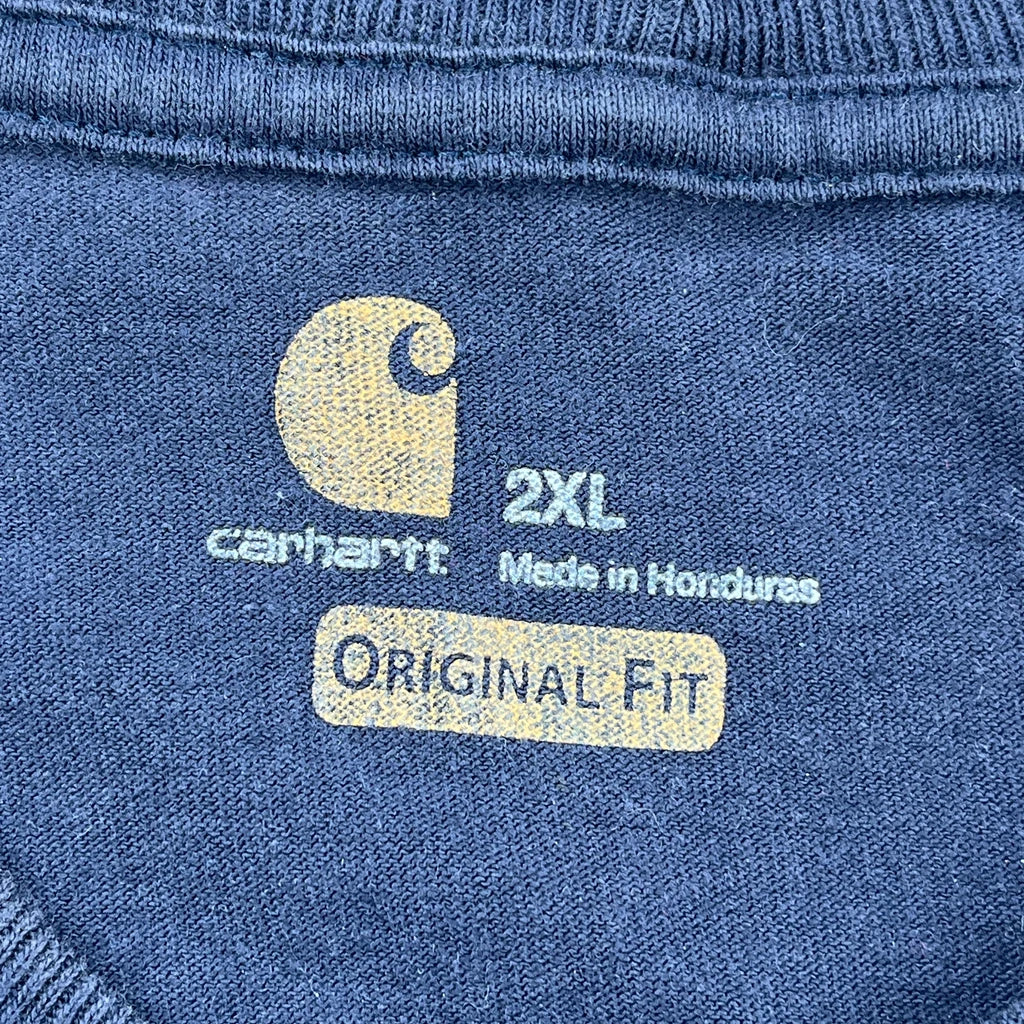 2XL
carhartt
Made in Honduras
ORIGINAL FIT